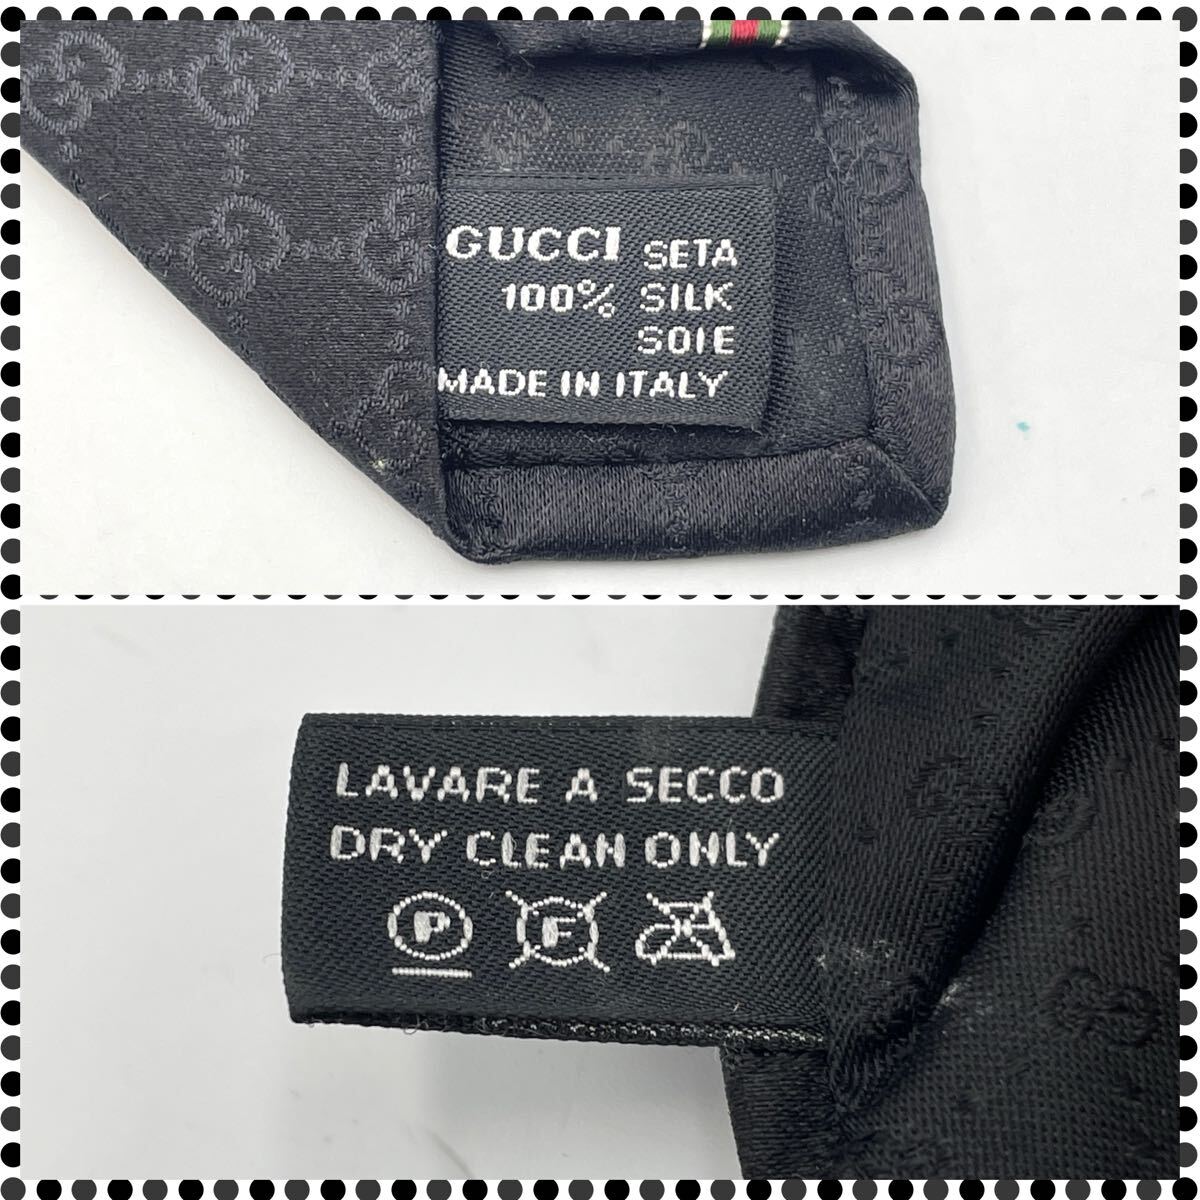 GUCCI SETA
100% SILK
SOIE
MADE IN ITALY
LAVARE A SECCO
DRY CLEAN ONLY
P F